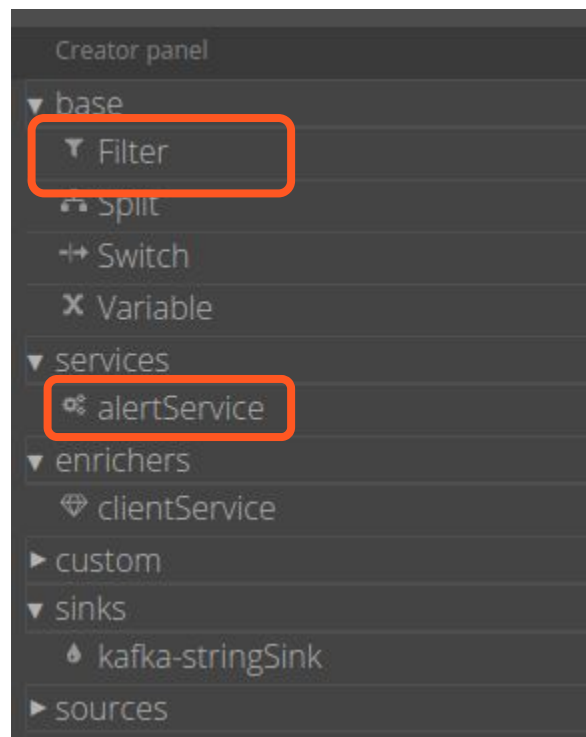 Creator panel
base
Filter
Split
Switch
Variable
services
alertService
enrichers
clientService
custom
sinks
kafka-stringSink
sources